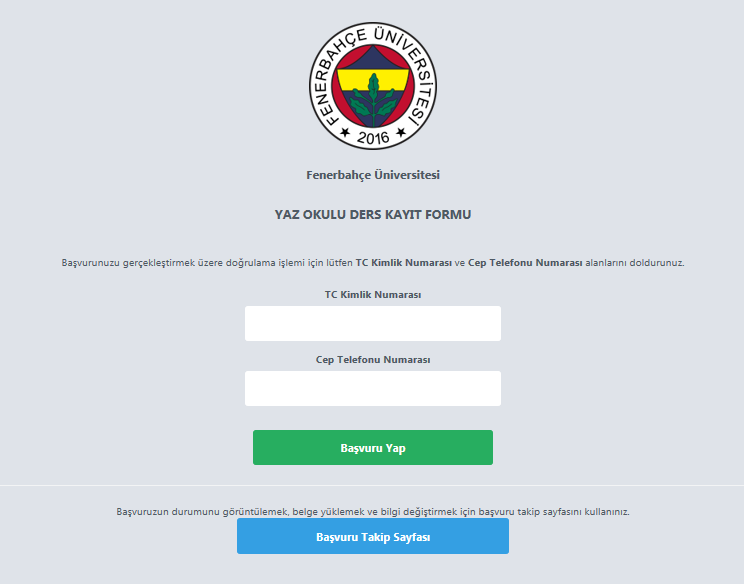 FENERBAHÇE ÜNİVERSİTESİ
2016
Fenerbahçe Üniversitesi
YAZ OKULU DERS KAYIT FORMU
Başvurunuzu gerçekleştirmek üzere doğrulama işlemi için lütfen TC Kimlik Numarası ve Cep Telefonu Numarası alanlarını doldurunuz.
TC Kimlik Numarası
Cep Telefonu Numarası
Başvuru Yap
Başvuruzun durumunu görüntülemek, belge yüklemek ve bilgi değiştirmek için başvuru takip sayfasını kullanınız.
Başvuru Takip Sayfası